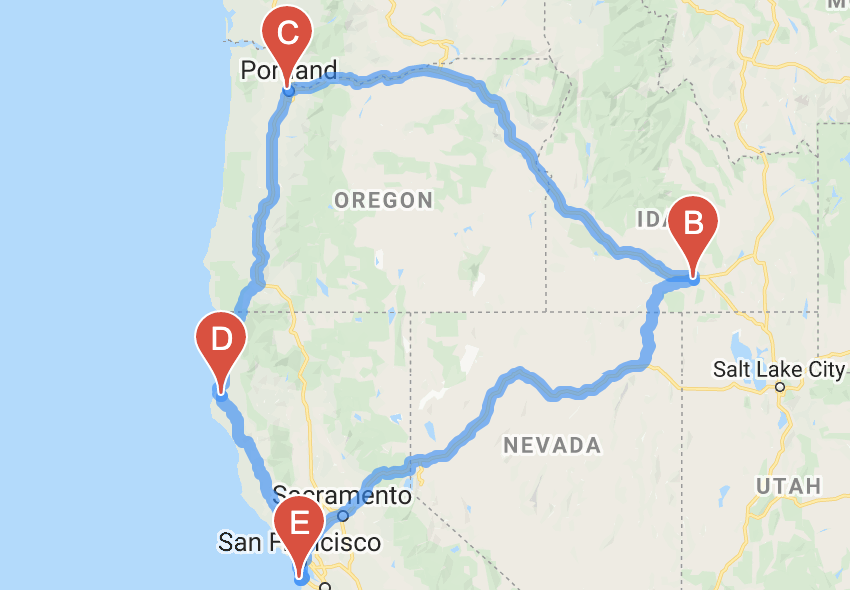 M
C
Portland
OREGON
IDA
B
D
Salt Lake City
NEVADA
UTAH
Sacramento
E
San Francisco